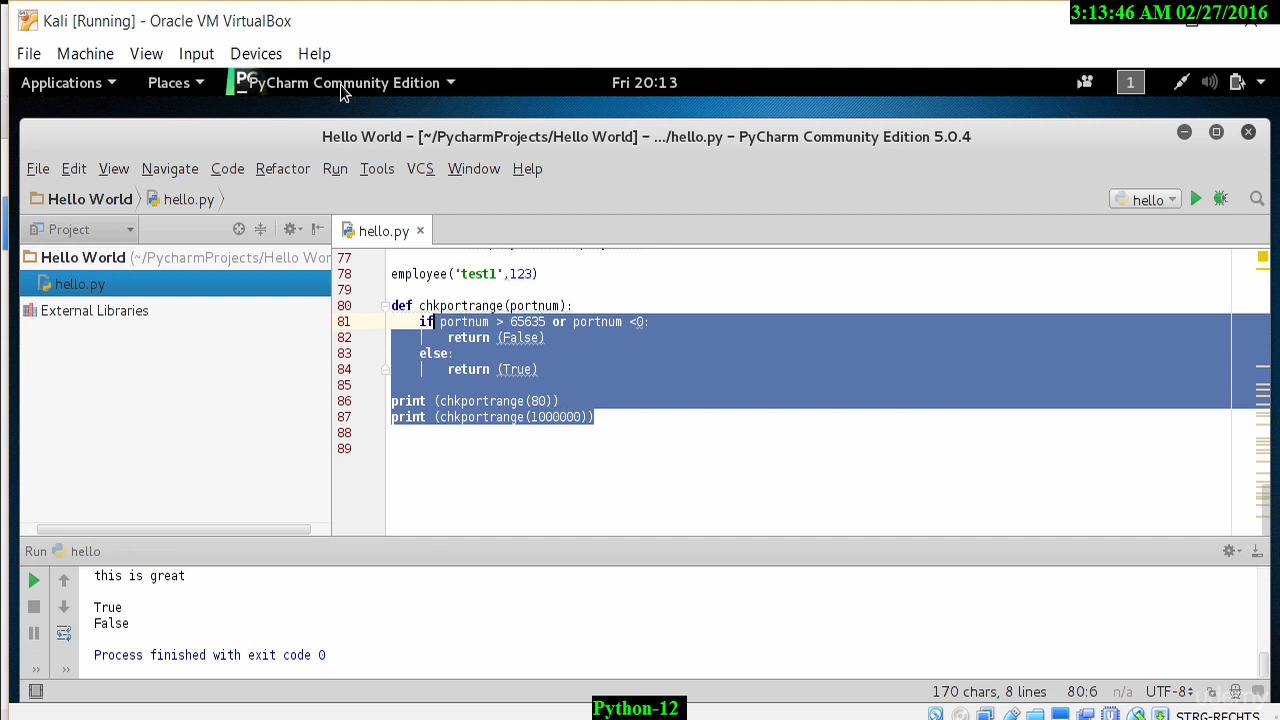 Kali [Running] - Oracle VM VirtualBox
3:13:46 AM 02/27/2016
File Machine View Input Devices Help
Applications Places PyCharm Community Edition Fri 20:13 1
Hello World – [~/PycharmProjects/Hello World] – .../hello.py – PyCharm Community Edition 5.0.4
File Edit View Navigate Code Refactor Run Tools VCS Window Help
Hello World hello.py hello
Project hello.py
Hello World (~/PycharmProjects/Hello Wor
hello.py
External Libraries
77
78 employee('test1',123)
79
80 def chkportrange(portnum):
81 if portnum > 65635 or portnum <0:
82 return (False)
83 else:
84 return (True)
85
86 print (chkportrange(80))
87 print (chkportrange(1000000))
88
89
Run hello
this is great
True
False
Process finished with exit code 0
170 chars, 8 lines 80:6 n/a UTF-8
Python-12
udemy
STRG-RECHTS